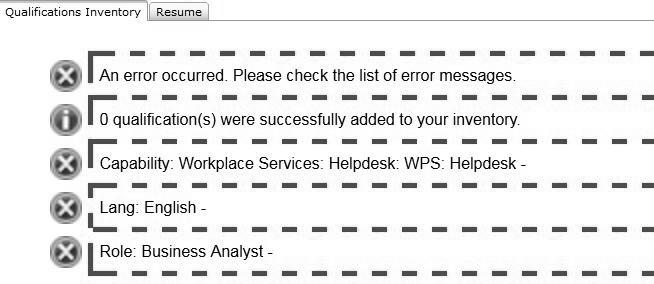 Qualifications Inventory
Resume
An error occurred. Please check the list of error messages.
0 qualification(s) were successfully added to your inventory.
Capability: Workplace Services: Helpdesk: WPS: Helpdesk -
Lang: English -
Role: Business Analyst -